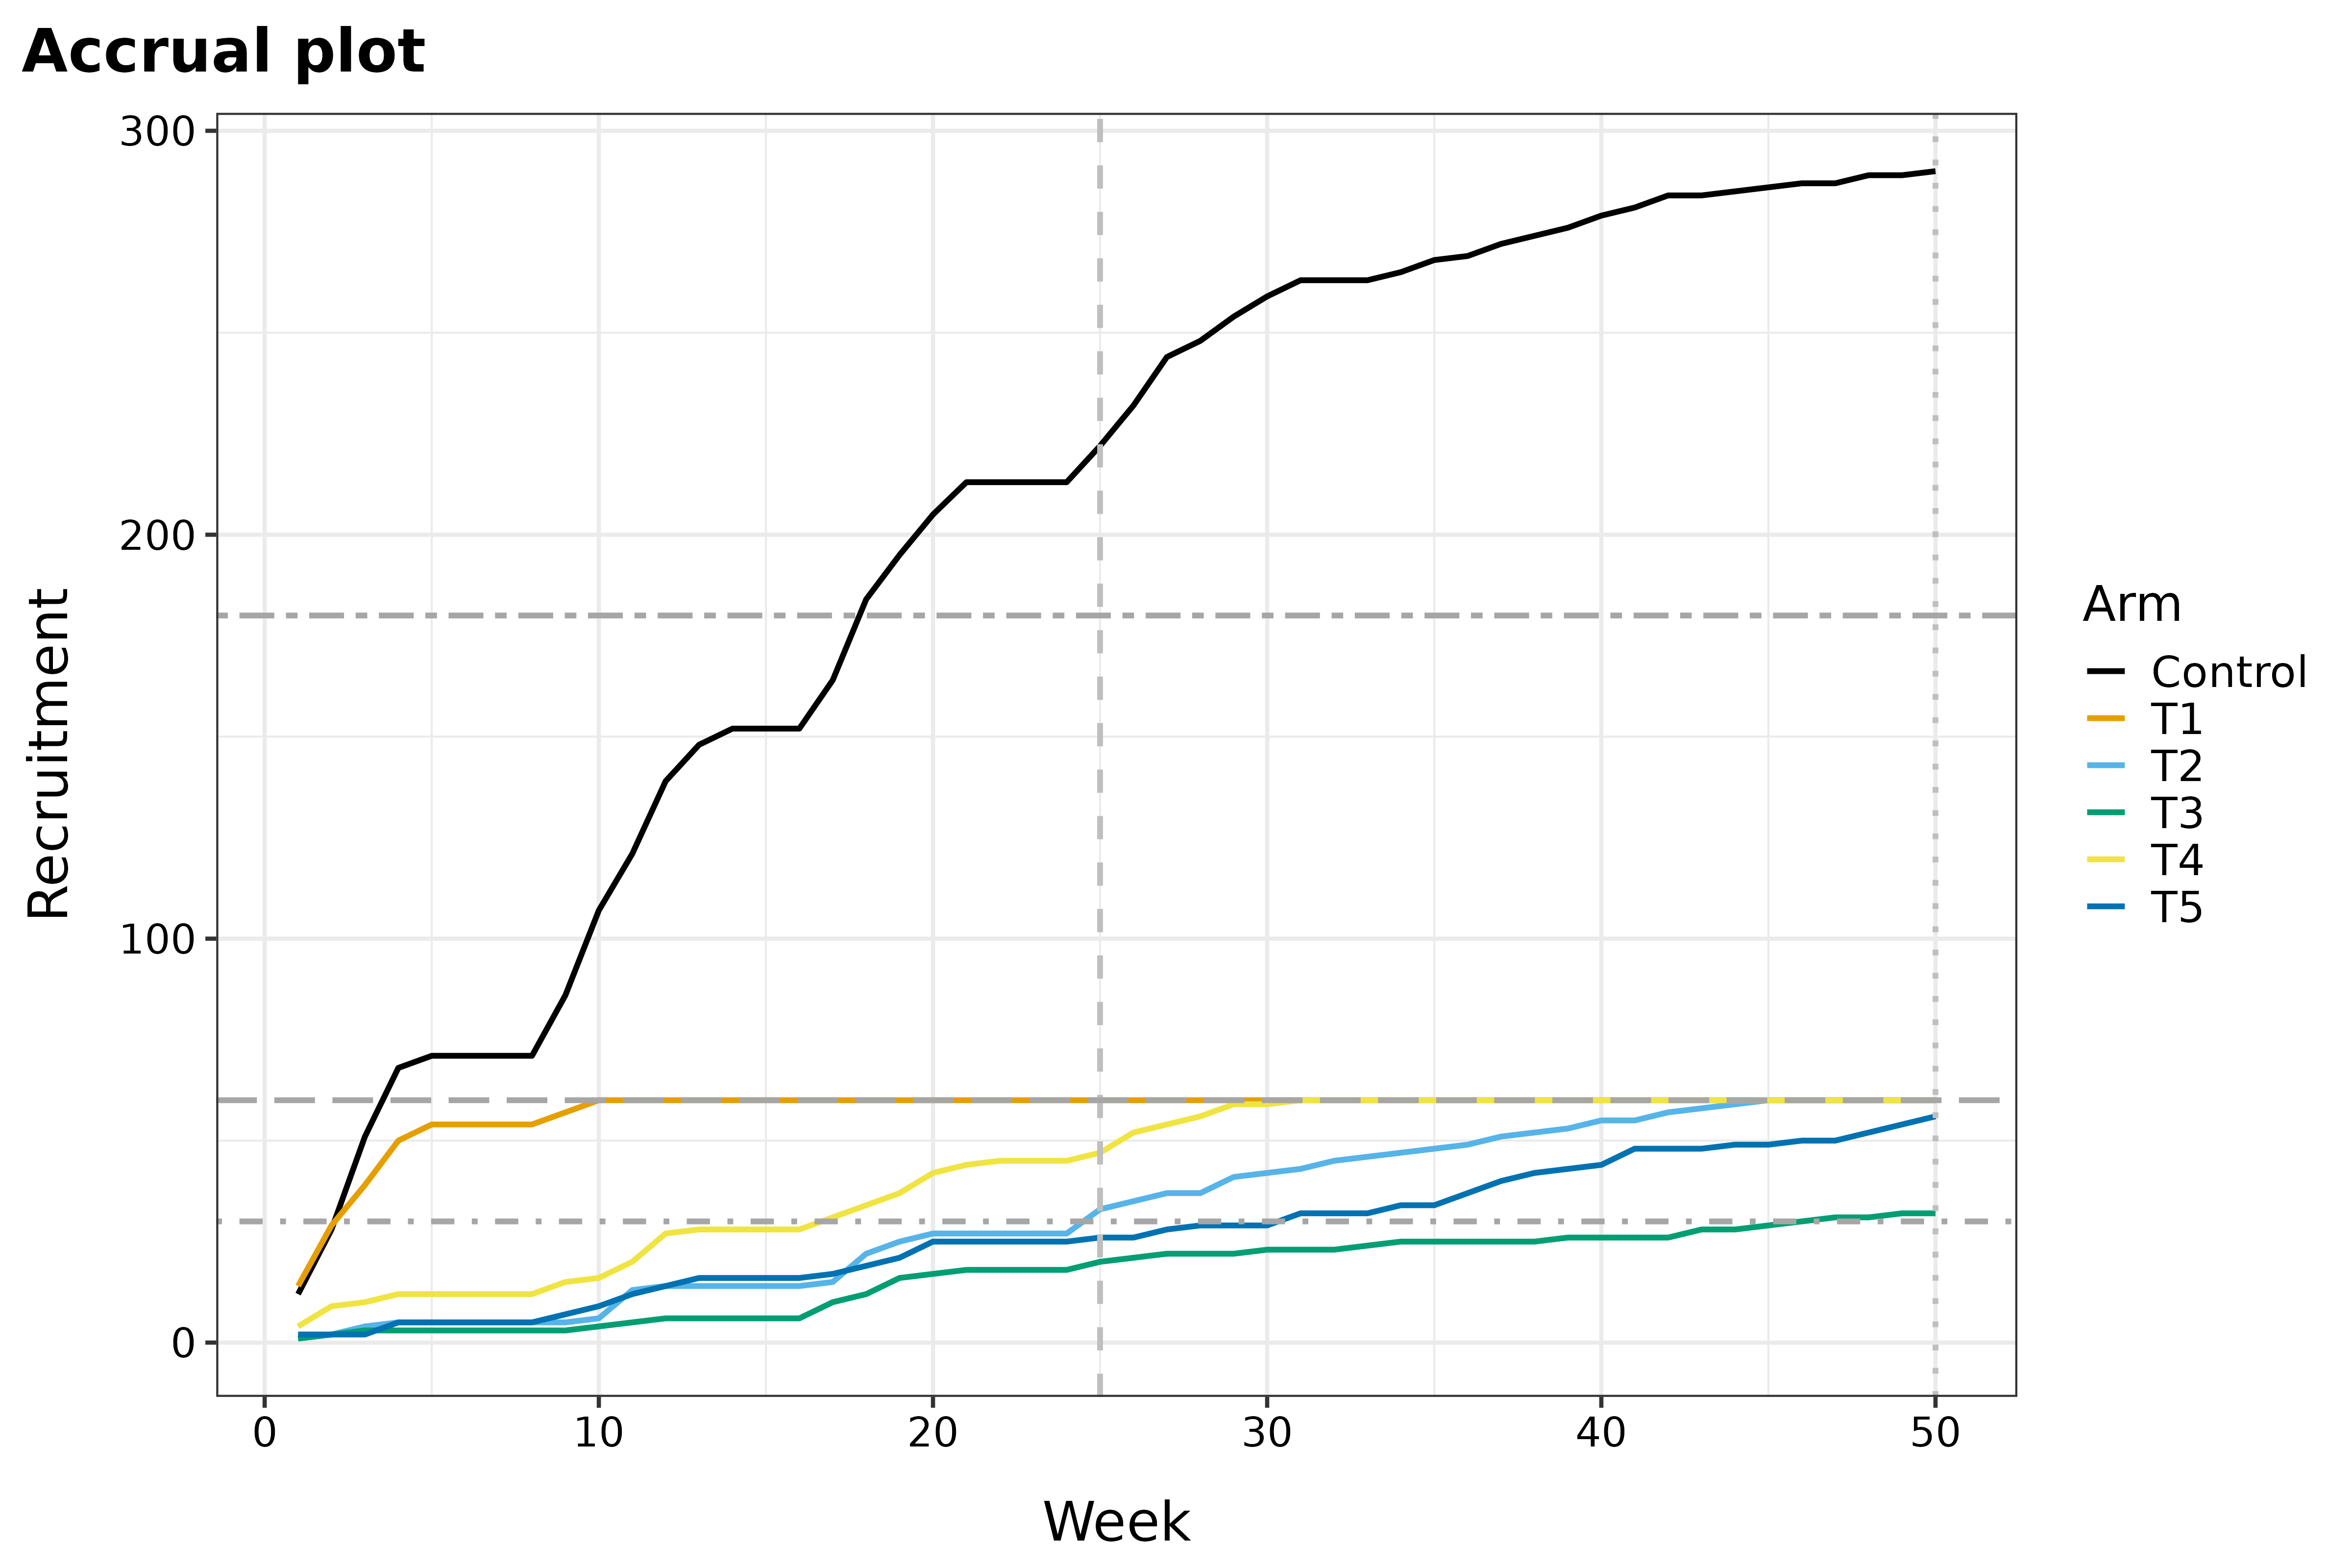 Accrual plot
300
200
100
0
Recruitment
0 10 20 30 40 50
Week
Arm
Control
T1
T2
T3
T4
T5